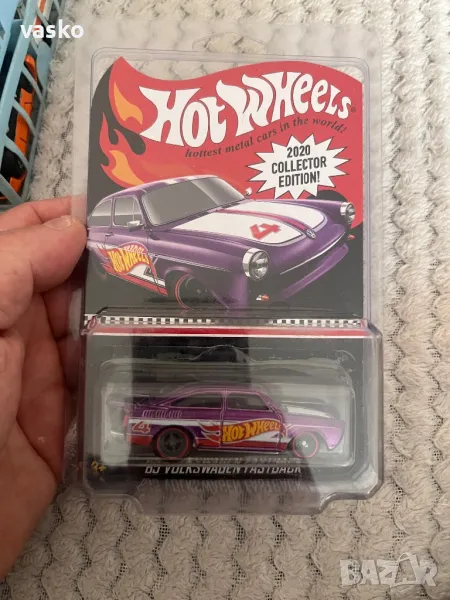 vasko
HOT WHEELS®
hottest metal cars in the world!
2020
COLLECTOR
EDITION!
4
HOT WHEELS
4
HOT WHEELS
VOLKSWAGEN FASTBACK
BAZAR